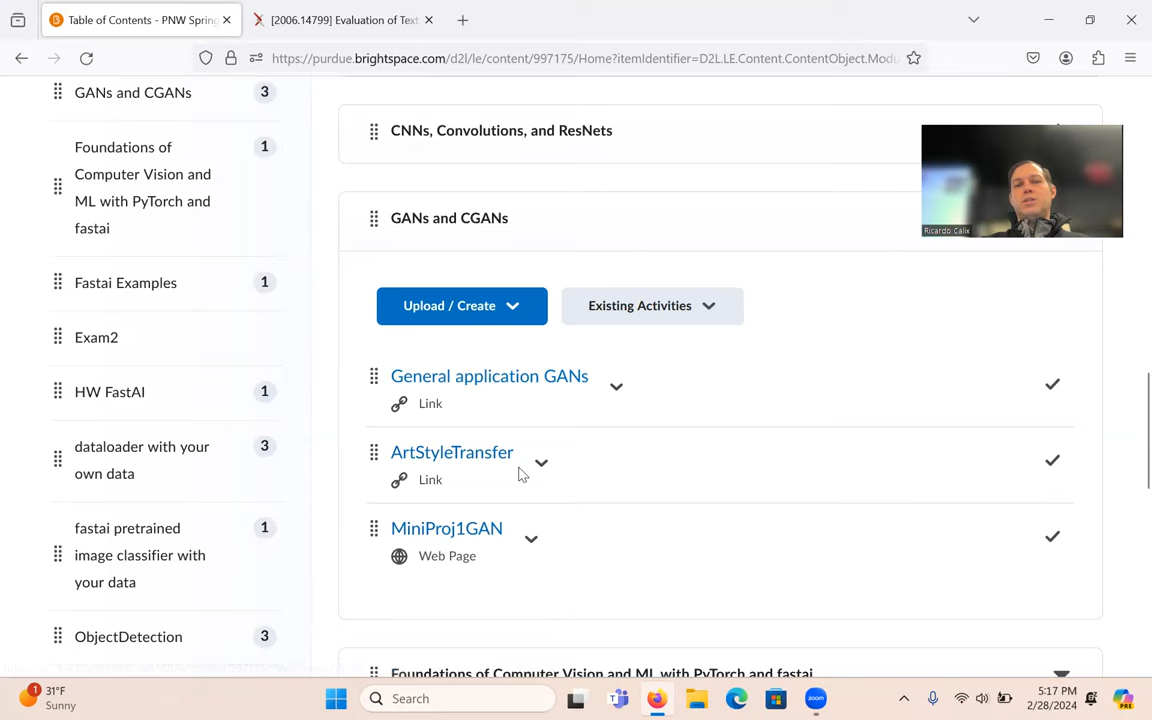 Table of Contents - PNW Spring
[2006.14799] Evaluation of Text
https://purdue.brightspace.com/d2l/le/content/997175/Home?itemIdentifier=D2L.LE.Content.ContentObject.Modu
GANs and CGANs
3
Foundations of
1
Computer Vision and
ML with PyTorch and
fastai
Fastai Examples
1
Exam2
HW FastAI
1
dataloader with your
3
own data
fastai pretrained
1
image classifier with
your data
ObjectDetection
3
CNNs, Convolutions, and ResNets
GANs and CGANs
Upload / Create
Existing Activities
General application GANs
Link
ArtStyleTransfer
Link
MiniProj1GAN
Web Page
Foundations of Computer Vision and ML with PyTorch and fastai
Ricardo Calix
1
31°F
Sunny
Search
zoom
5:17 PM
2/28/2024
PRE